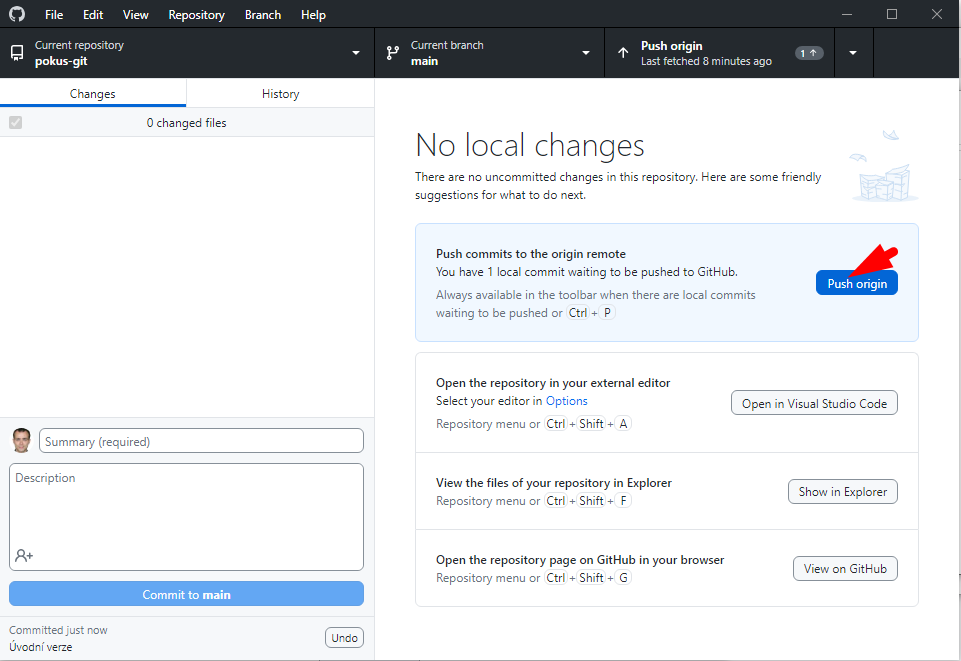 File Edit View Repository Branch Help
Current repository
pokus-git
Current branch
main
Push origin
Last fetched 8 minutes ago
1
Changes History
0 changed files
No local changes
There are no uncommitted changes in this repository. Here are some friendly
suggestions for what to do next.
Push commits to the origin remote
You have 1 local commit waiting to be pushed to GitHub.
Always available in the toolbar when there are local commits
waiting to be pushed or Ctrl + P
Push origin
Open the repository in your external editor
Select your editor in Options
Repository menu or Ctrl + Shift + A
Open in Visual Studio Code
View the files of your repository in Explorer
Repository menu or Ctrl + Shift + F
Show in Explorer
Open the repository page on GitHub in your browser
Repository menu or Ctrl + Shift + G
View on GitHub
Summary (required)
Description
Commit to main
Committed just now
Úvodní verze
Undo